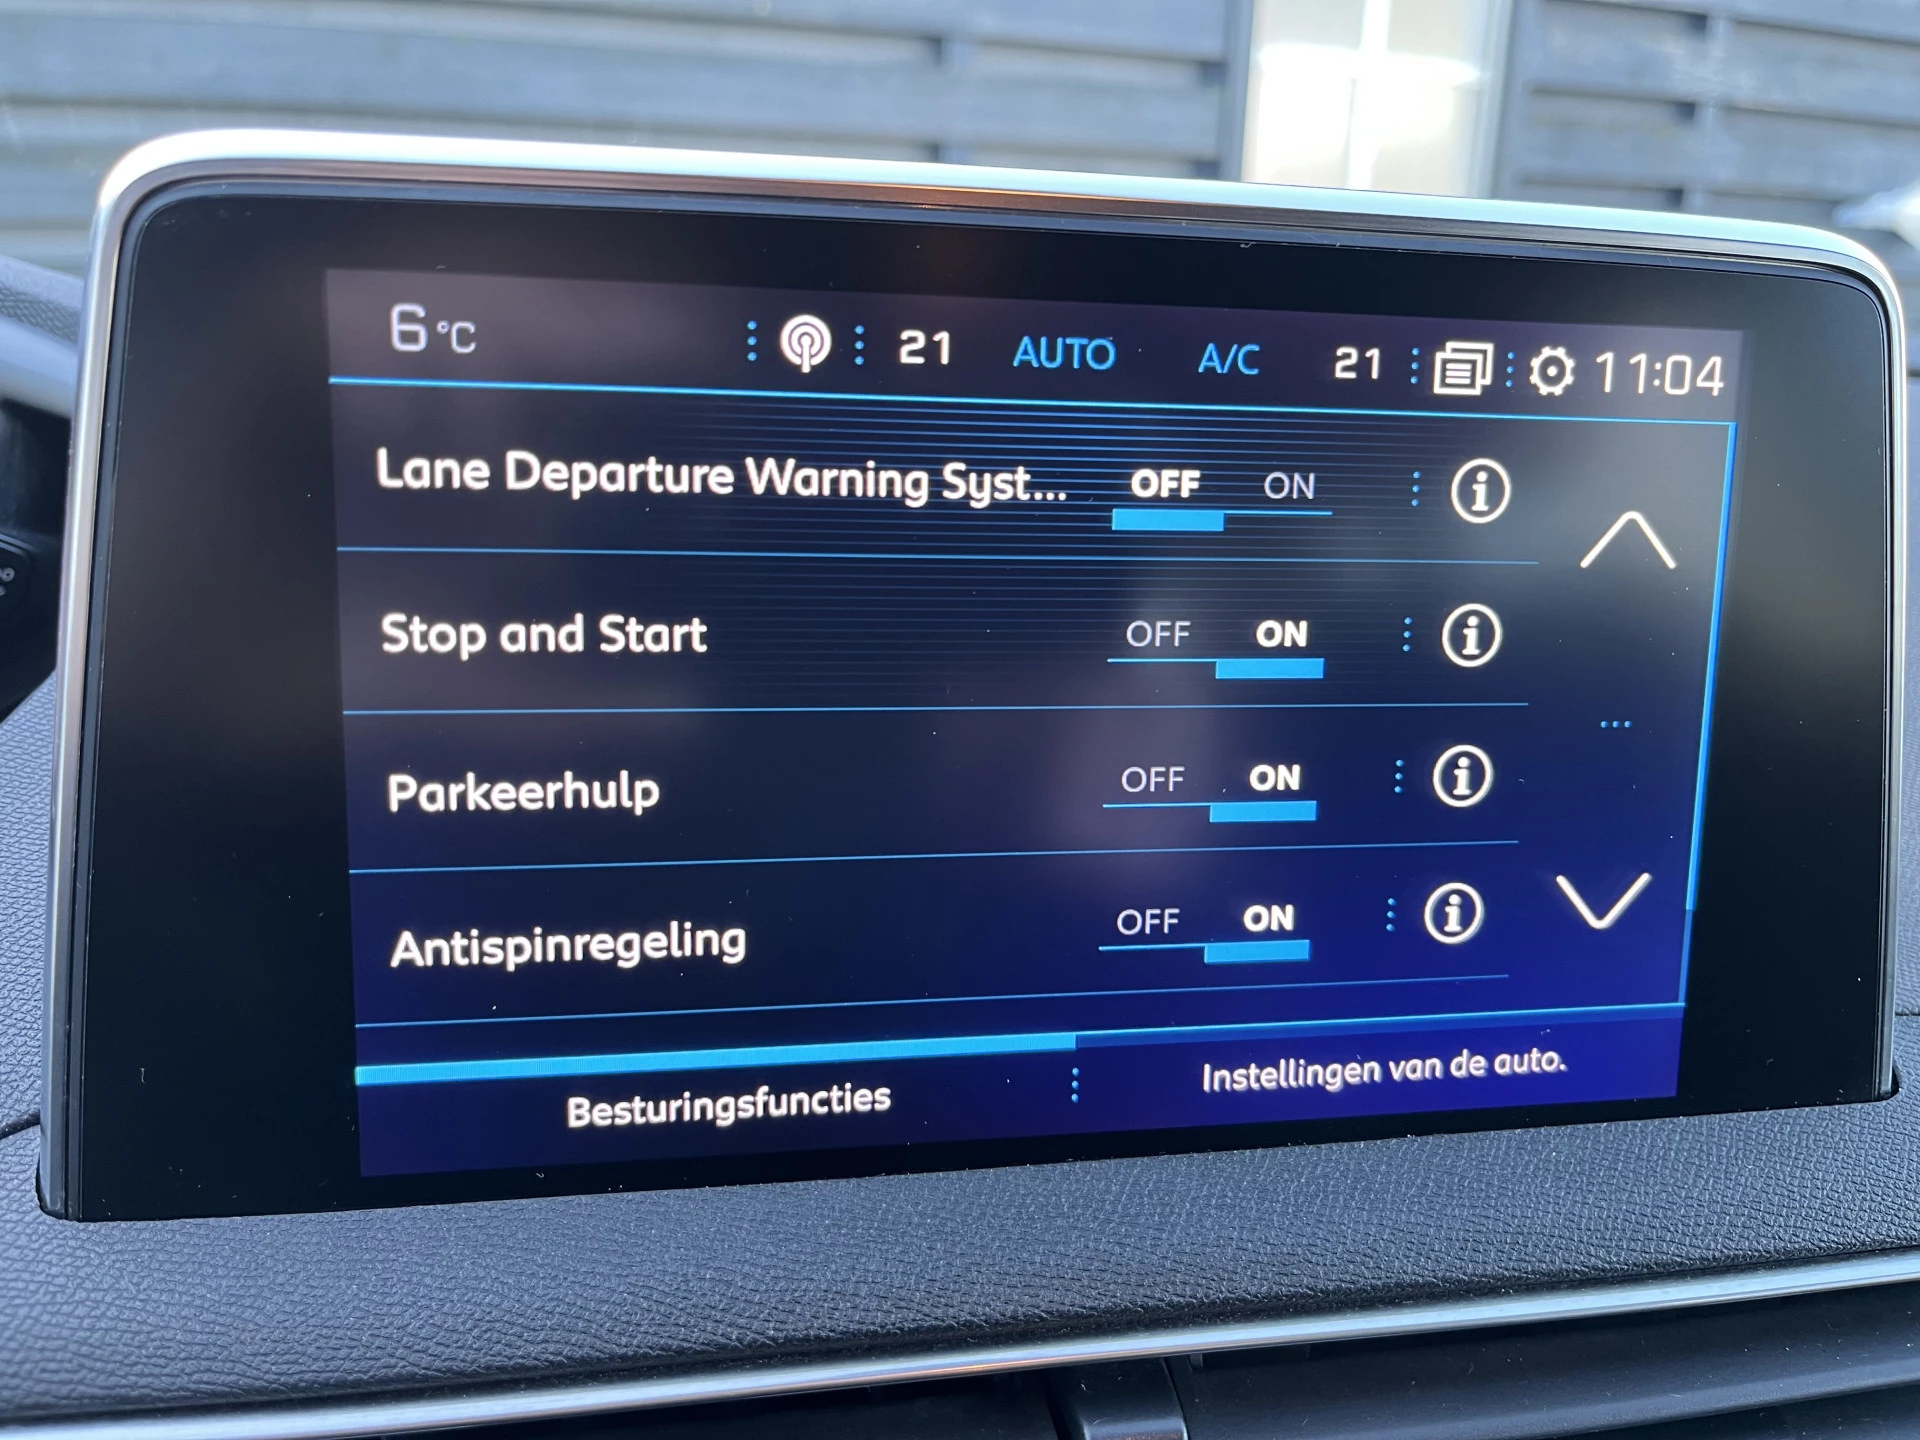 6 °C 21 AUTO A/C 21 11:04
Lane Departure Warning Syst... OFF ON
Stop and Start OFF ON
Parkeerhulp OFF ON
Antispinregeling OFF ON
Besturingsfuncties Instellingen van de auto.